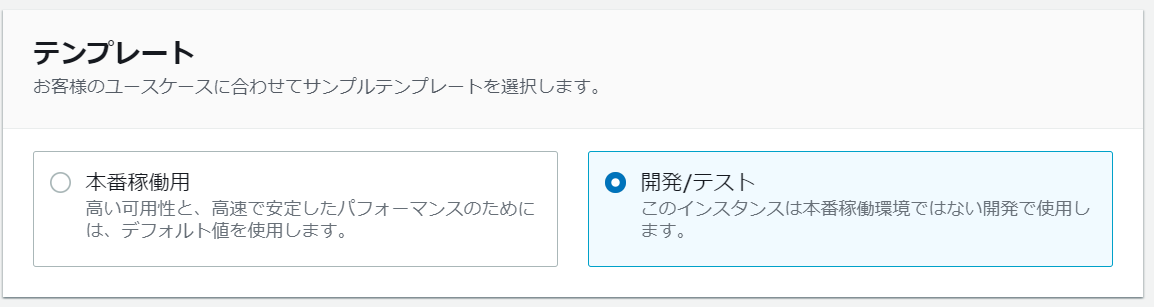 テンプレート
お客様のユースケースに合わせてサンプルテンプレートを選択します。
本番稼働用
高い可用性と、高速で安定したパフォーマンスのために
は、デフォルト値を使用します。
開発/テスト
このインスタンスは本番稼働環境ではない開発で使用し
ます。